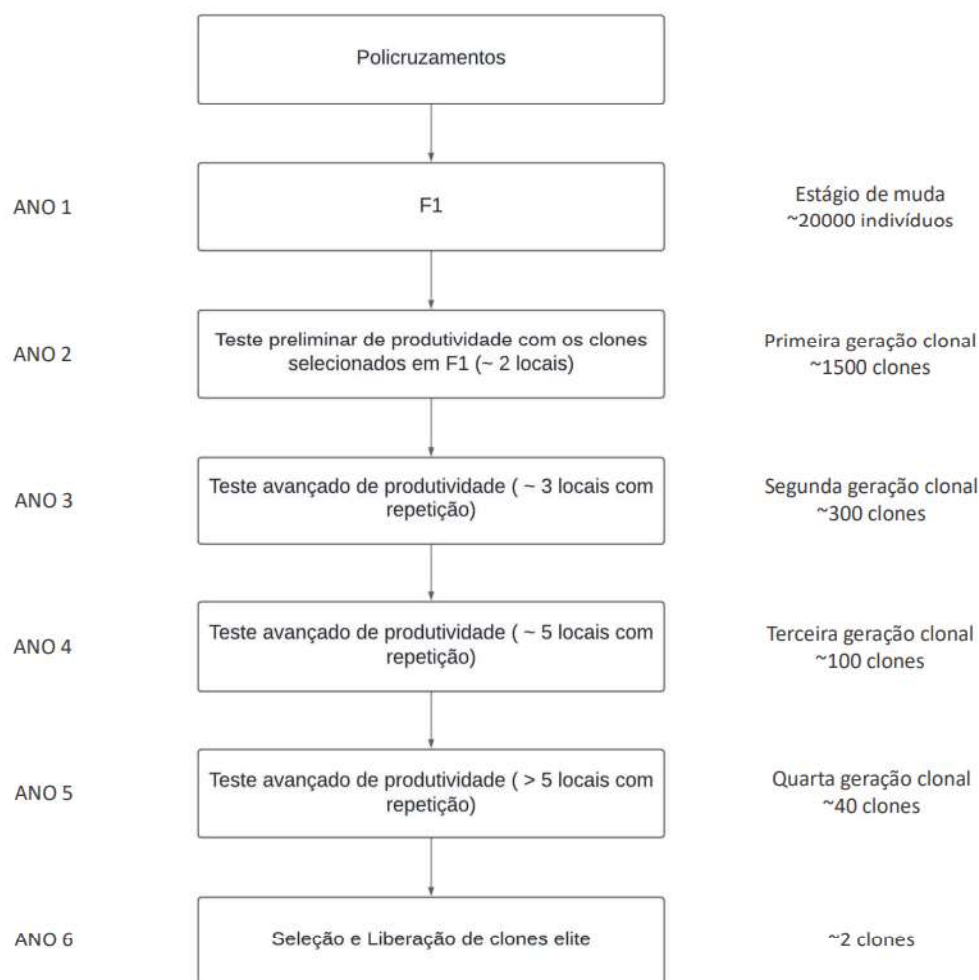 Policruzamentos
ANO 1
F1
Estágio de muda
~20000 indivíduos
ANO 2
Teste preliminar de produtividade com os clones
selecionados em F1 (~ 2 locais)
Primeira geração clonal
~1500 clones
ANO 3
Teste avançado de produtividade ( ~ 3 locais com
repetição)
Segunda geração clonal
~300 clones
ANO 4
Teste avançado de produtividade ( ~ 5 locais com
repetição)
Terceira geração clonal
~100 clones
ANO 5
Teste avançado de produtividade ( > 5 locais com
repetição)
Quarta geração clonal
~40 clones
ANO 6
Seleção e Liberação de clones elite
~2 clones